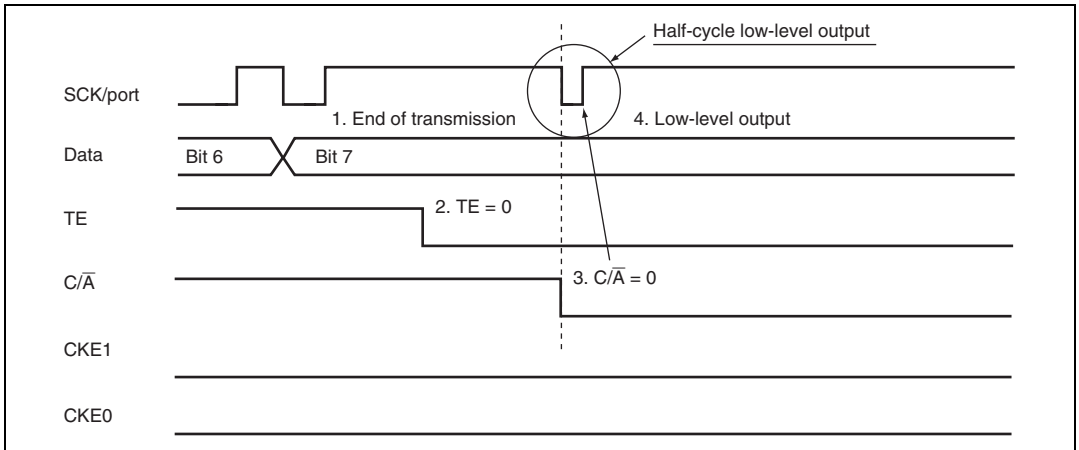 Half-cycle low-level output
SCK/port
1. End of transmission
4. Low-level output
Data
Bit 6
Bit 7
TE
2. TE = 0
C/A̅
3. C/A̅ = 0
CKE1
CKE0